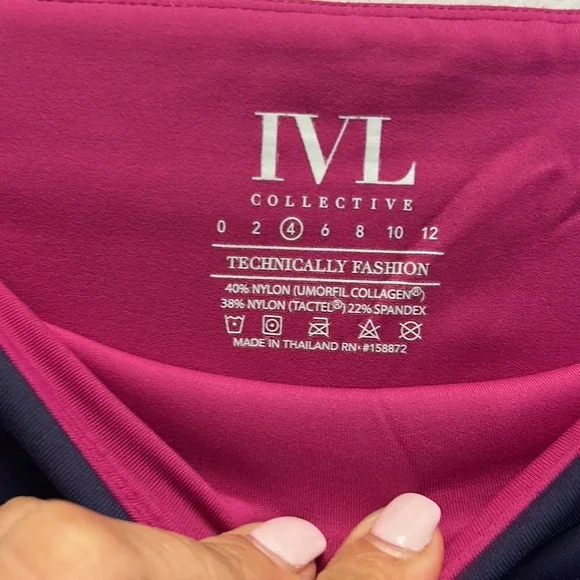 IVL
COLLECTIVE
0 2 4 6 8 10 12
TECHNICALLY FASHION
40% NYLON (UMORFIL COLLAGEN®)
38% NYLON (TACTEL®) 22% SPANDEX
MADE IN THAILAND RN:#158872